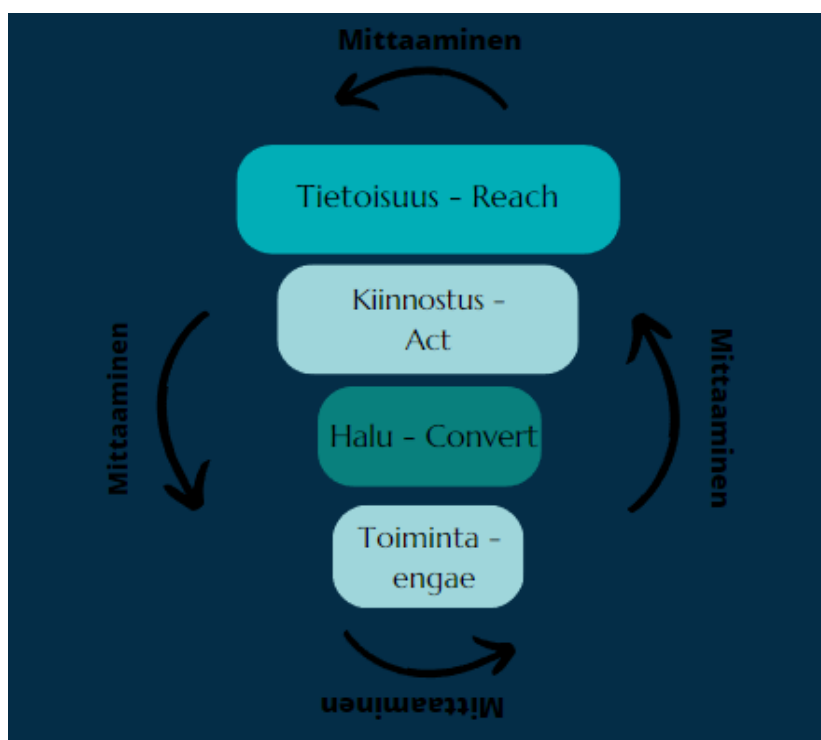 Mittaaminen
Tietoisuus - Reach
Kiinnostus -
Act
Mittaaminen
Mittaaminen
Halu - Convert
Toiminta -
engae
Mittaaminen